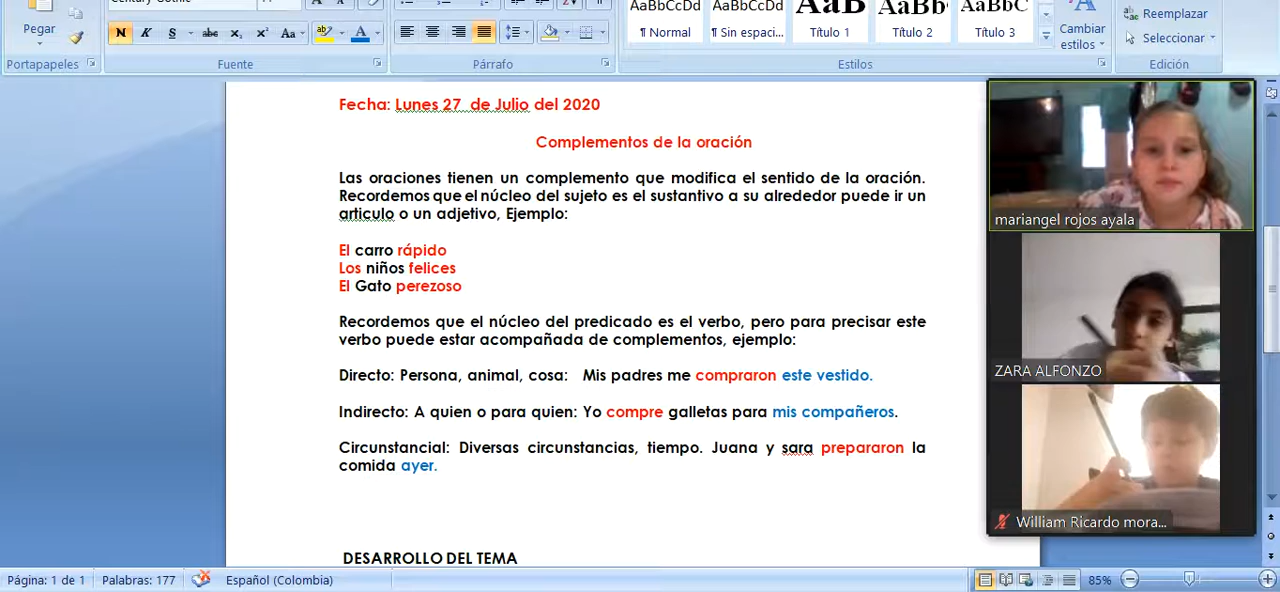 Pegar
Portapapeles
N K S abc x₂ x² Aa
Fuente
Párrafo
AaBbCcDd AaBbCcDd AaB AaBb AaBbC
¶ Normal ¶ Sin espaci... Título 1 Título 2 Título 3
Cambiar
estilos
Estilos
Reemplazar
Seleccionar
Edición
Fecha: Lunes 27 de Julio del 2020
Complementos de la oración
Las oraciones tienen un complemento que modifica el sentido de la oración.
Recordemos que el núcleo del sujeto es el sustantivo a su alrededor puede ir un
articulo o un adjetivo, Ejemplo:
El carro rápido
Los niños felices
El Gato perezoso
Recordemos que el núcleo del predicado es el verbo, pero para precisar este
verbo puede estar acompañada de complementos, ejemplo:
Directo: Persona, animal, cosa: Mis padres me compraron este vestido.
Indirecto: A quien o para quien: Yo compre galletas para mis compañeros.
Circunstancial: Diversas circunstancias, tiempo. Juana y sara prepararon la
comida ayer.
DESARROLLO DEL TEMA
mariangel rojos ayala
ZARA ALFONZO
William Ricardo mora...
Página: 1 de 1 Palabras: 177 Español (Colombia) 85%